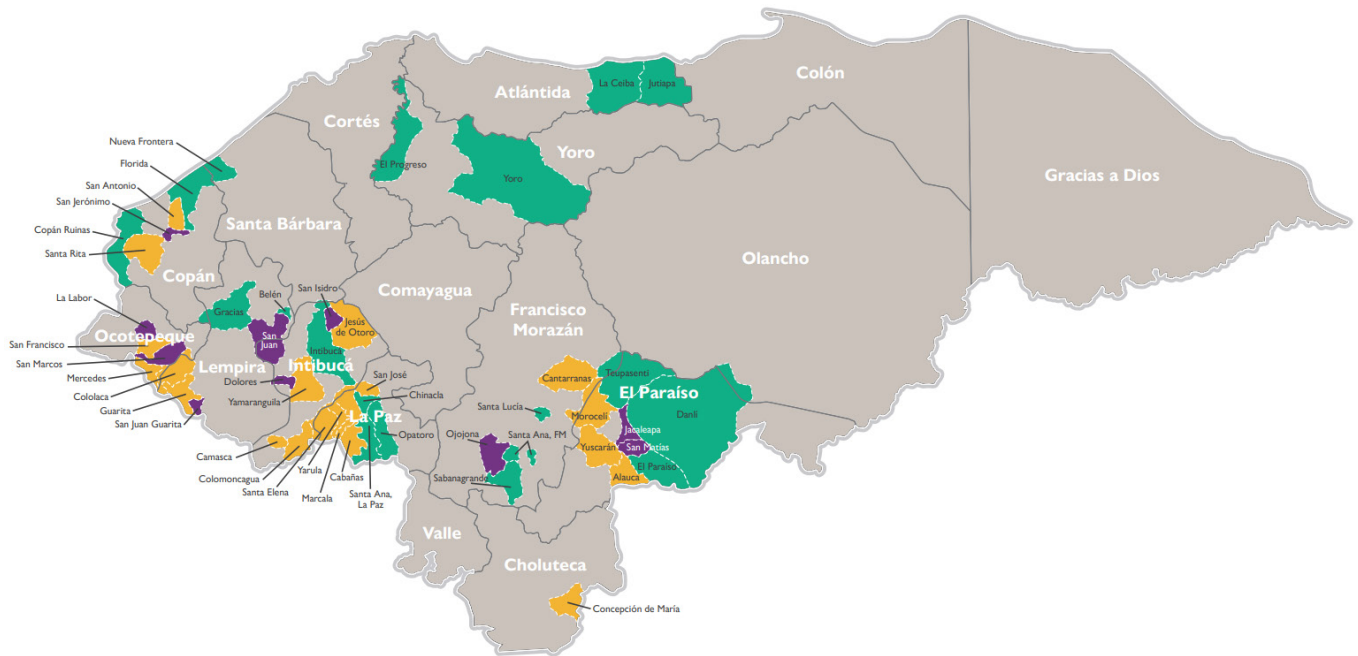 Colón
La Ceiba
Jutiapa
Atlántida
Cortés
Nueva Frontera
Yoro
Florida
El Progreso
Gracias a Dios
San Antonio
Yoro
San Jerónimo
Santa Bárbara
Copán Ruinas
Santa Rita
Olancho
Copán
Comayagua
La Labor
Belén
San Isidro
Francisco
Morazán
Gracias
Jesús
de Otoro
Ocotepeque
San
Juan
San Francisco
Intibuca
San Marcos
Lempira
Intibucá
San José
Teupasenti
Mercedes
Dolores
Cantarranas
El Paraíso
Cololaca
Yamaranguila
Chinacla
Guarita
La Paz
Santa Lucía
Morocelí
Danlí
San Juan Guarita
Jacaleapa
Opatoro
Ojojona
Santa Ana, FM
San Matías
Camasca
Yuscarán
El Paraíso
Colomoncagua
Yarula
Cabañas
Sabanagrande
Alauca
Santa Elena
Marcala
Santa Ana,
La Paz
Valle
Choluteca
Concepción de María